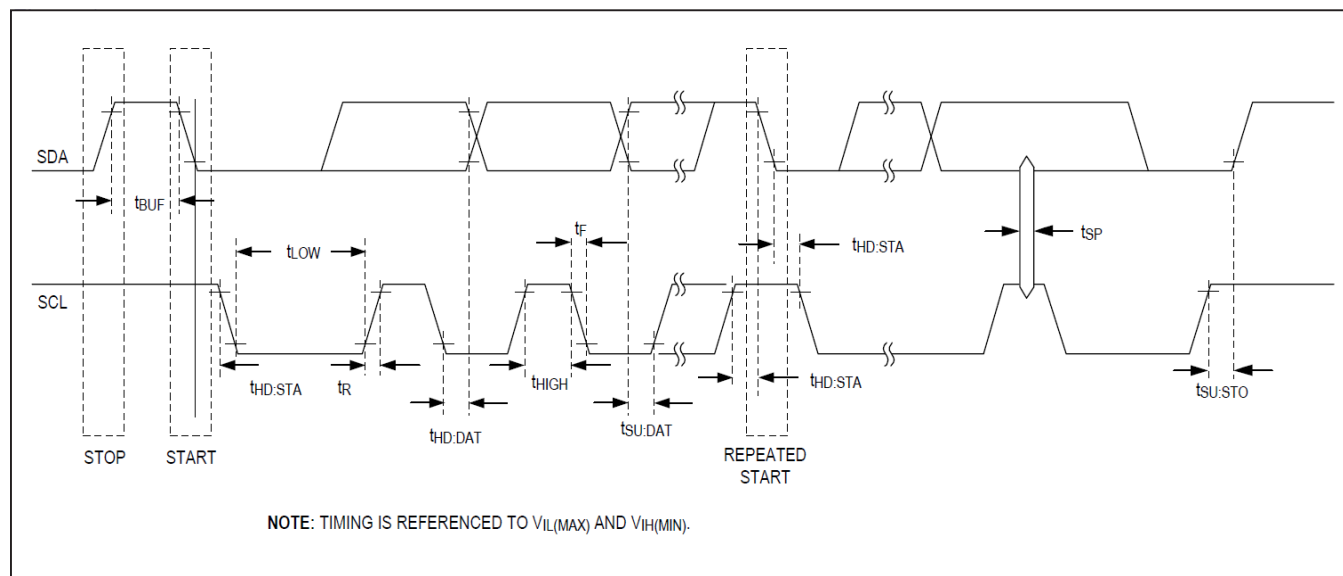 SDA
tBUF
tLOW
tF
tHD:STA
tSP
SCL
tHD:STA
tR
tHD:DAT
tHIGH
tSU:DAT
tHD:STA
tSU:STO
STOP
START
REPEATED
START
NOTE: TIMING IS REFERENCED TO VIL(MAX) AND VIH(MIN).